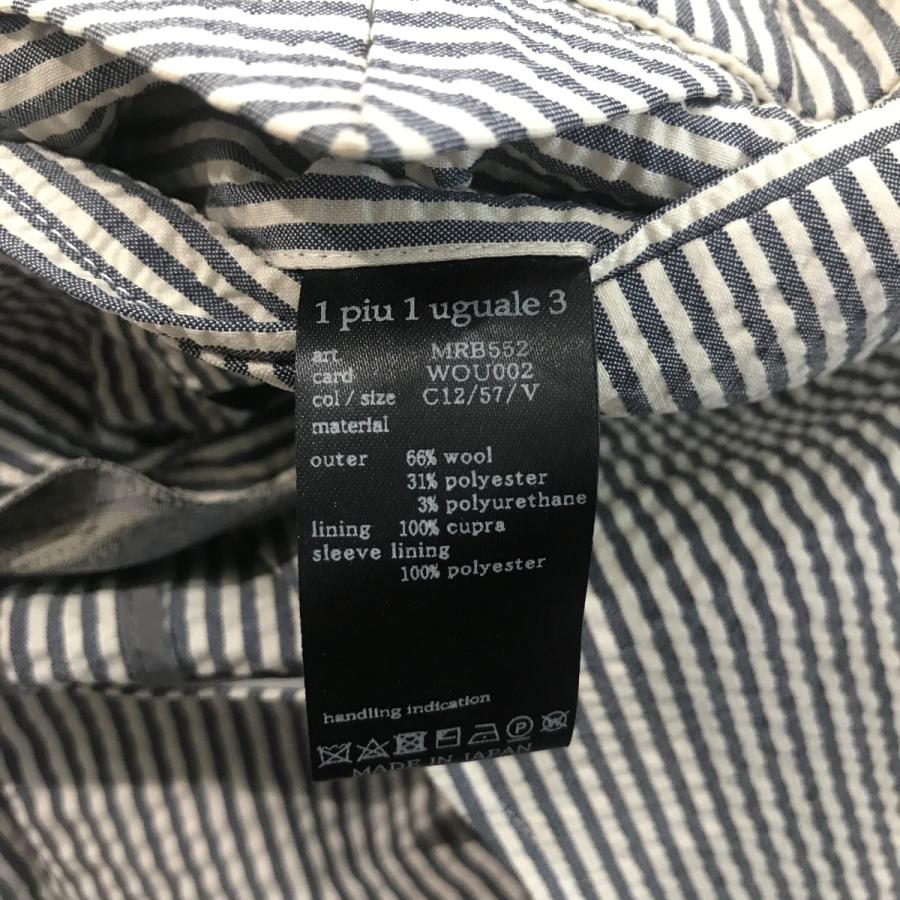 1 piu 1 uguale 3
art MRB552
card WOU002
col / size C12/57/V
material
outer 66% wool
31% polyester
3% polyurethane
lining 100% cupra
sleeve lining
100% polyester
handling indication
P W
MADE IN JAPAN